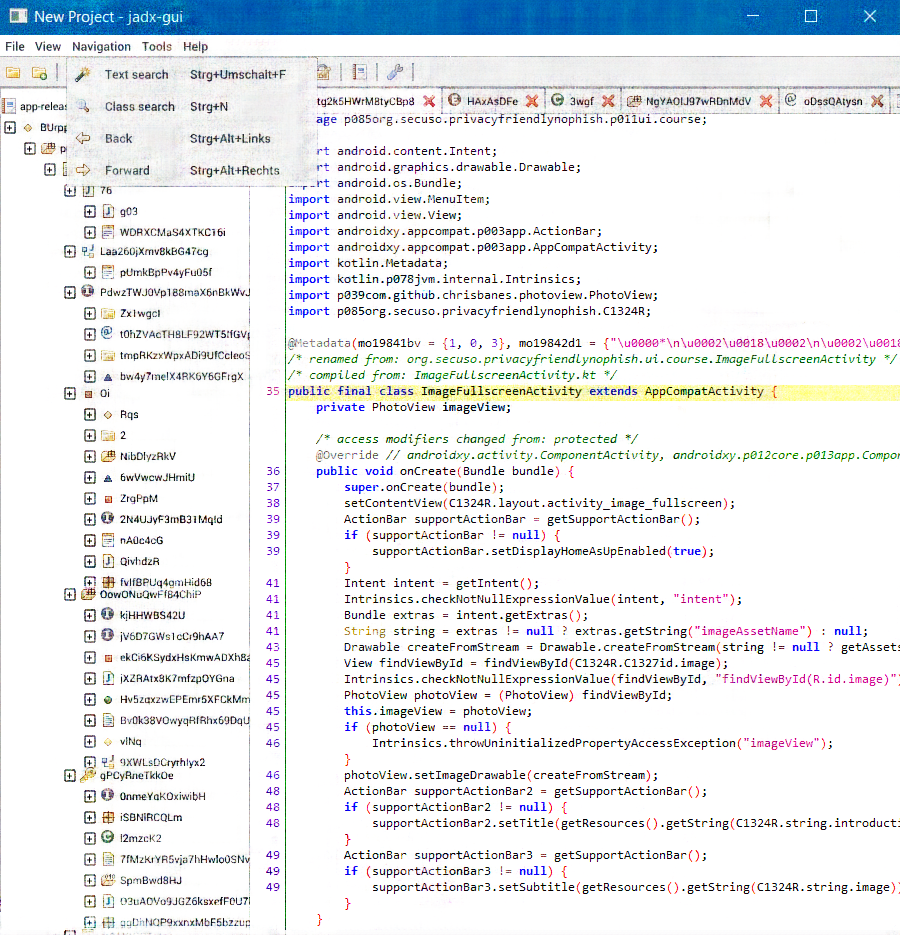 New Project - jadx-gui
File View Navigation Tools Help
Text search Strg+Umschalt+F
Class search Strg+N
Back Strg+Alt+Links
Forward Strg+Alt+Rechts
tg2k5HWrM8tyCBp8 HAxAsDFe 3wgf NgYAOIJ97wRDnMdV oDssQAtysn
app-releas
BUrpp
p
76
g03
WDRXCMaS4XTKC16i
Laa260jXmv8kBG47cg
pUmkBpPv4yFu05f
PdwzTWJ0Vp188maX6nBkWvJ
Zx1wgcI
t0hZVAcTH8LF92WT5IfGVp
tmpRKzxWpxADi9UfCcleoS
bw4y7melX4RK6Y6GFrgX
Oi
Rqs
2
NibDlyzRkV
6wVwcwJHmiU
ZrgPpM
2N4UJyF3mB31MqId
nA0c4cG
QivhdzR
fvIfBPUq4gmHid68
OowONuQwFf84ChiP
kjHHWBS42U
jV6D7GWs1cCr9hAA7
ekCi6KSydxHsKmwADXh8z
jXZRAtx8K7mfzpOYGna
Hv5zqxzwEPEmr5XFCkMm
Bv0k38VOwyqRfRhx69DqU
vlNq
9XWLsDCryrhlyx2
gPCyRneTkkOe
0nmeYaKOxiwibH
iSBNiRCQLm
l2mzcK2
7fMzKrYR5vja7hHwlo0SNv
SpmBwd8HJ
O3uAOVo9JGZ6ksxefF0U78
ggDhNQP9xxnxMbF5bzzup
age p085org.secuso.privacyfriendlynophish.p011ui.course;
rt android.content.Intent;
rt android.graphics.drawable.Drawable;
rt android.os.Bundle;
import android.view.MenuItem;
import android.view.View;
import androidxy.appcompat.p003app.ActionBar;
import androidxy.appcompat.p003app.AppCompatActivity;
import kotlin.Metadata;
import kotlin.p078jvm.internal.Intrinsics;
import p039com.github.chrisbanes.photoview.PhotoView;
import p085org.secuso.privacyfriendlynophish.C1324R;
@Metadata(mo19841bv = {1, 0, 3}, mo19842d1 = {"\u0000*\n\u0002\u0018\u0002\n\u0002\u0018
/* renamed from: org.secuso.privacyfriendlynophish.ui.course.ImageFullscreenActivity */
/* compiled from: ImageFullscreenActivity.kt */
35 public final class ImageFullscreenActivity extends AppCompatActivity {
private PhotoView imageView;
/* access modifiers changed from: protected */
@Override // androidxy.activity.ComponentActivity, androidxy.p012core.p013app.Compon
36 public void onCreate(Bundle bundle) {
37 super.onCreate(bundle);
38 setContentView(C1324R.layout.activity_image_fullscreen);
39 ActionBar supportActionBar = getSupportActionBar();
39 if (supportActionBar != null) {
39 supportActionBar.setDisplayHomeAsUpEnabled(true);
}
41 Intent intent = getIntent();
41 Intrinsics.checkNotNullExpressionValue(intent, "intent");
41 Bundle extras = intent.getExtras();
41 String string = extras != null ? extras.getString("imageAssetName") : null;
43 Drawable createFromStream = Drawable.createFromStream(string != null ? getAssets
45 View findViewById = findViewById(C1324R.C1327id.image);
45 Intrinsics.checkNotNullExpressionValue(findViewById, "findViewById(R.id.image)")
45 PhotoView photoView = (PhotoView) findViewById;
45 this.imageView = photoView;
45 if (photoView == null) {
46 Intrinsics.throwUninitializedPropertyAccessException("imageView");
}
46 photoView.setImageDrawable(createFromStream);
48 ActionBar supportActionBar2 = getSupportActionBar();
48 if (supportActionBar2 != null) {
48 supportActionBar2.setTitle(getResources().getString(C1324R.string.introducti
}
49 ActionBar supportActionBar3 = getSupportActionBar();
49 if (supportActionBar3 != null) {
49 supportActionBar3.setSubtitle(getResources().getString(C1324R.string.image))
}
}